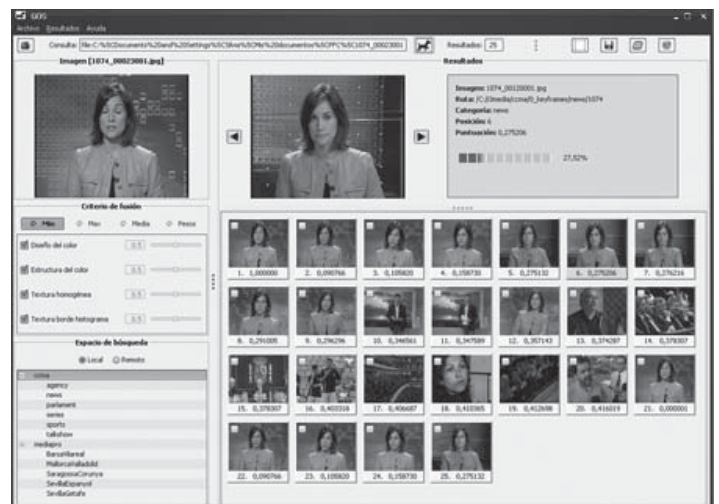 GOS
Archivo Resultados Ayuda
Consulta: file:C:/%5CDocuments%20and%20Settings%5CSilvia%5CMis%20documentos%5CPFC%5C1074_00023001
Resultados: 25
Imagen [1074_00023001.jpg]
Resultados
Imagen: 1074_00120001.jpg
Categoría: news
Posición: 6
Puntuación: 0,275206
27,52%
Criterio de fusión
Min Max Media Pesos
Diseño del color 0.5
Estructura del color 0.5
Textura homogénea 0.5
Textura borde histograma 0.5
Espacio de búsqueda
Local Remoto
ccma
agency
news
parlament
series
sports
talkshow
mediapro
BarsaVilareal
MallorcaValladolid
SaragossaCorunya
SevillaEspanyol
SevillaGetafe
1. 1,000000
2. 0,090766
3. 0,105820
4. 0,158730
5. 0,275132
6. 0,275206
7. 0,276216
8. 0,291005
9. 0,296296
10. 0,346561
11. 0,347589
12. 0,357143
13. 0,374287
14. 0,378307
15. 0,378307
16. 0,403316
17. 0,406687
18. 0,410365
19. 0,412698
20. 0,416019
21. 0,000001
22. 0,090766
23. 0,105820
24. 0,158730
25. 0,275132